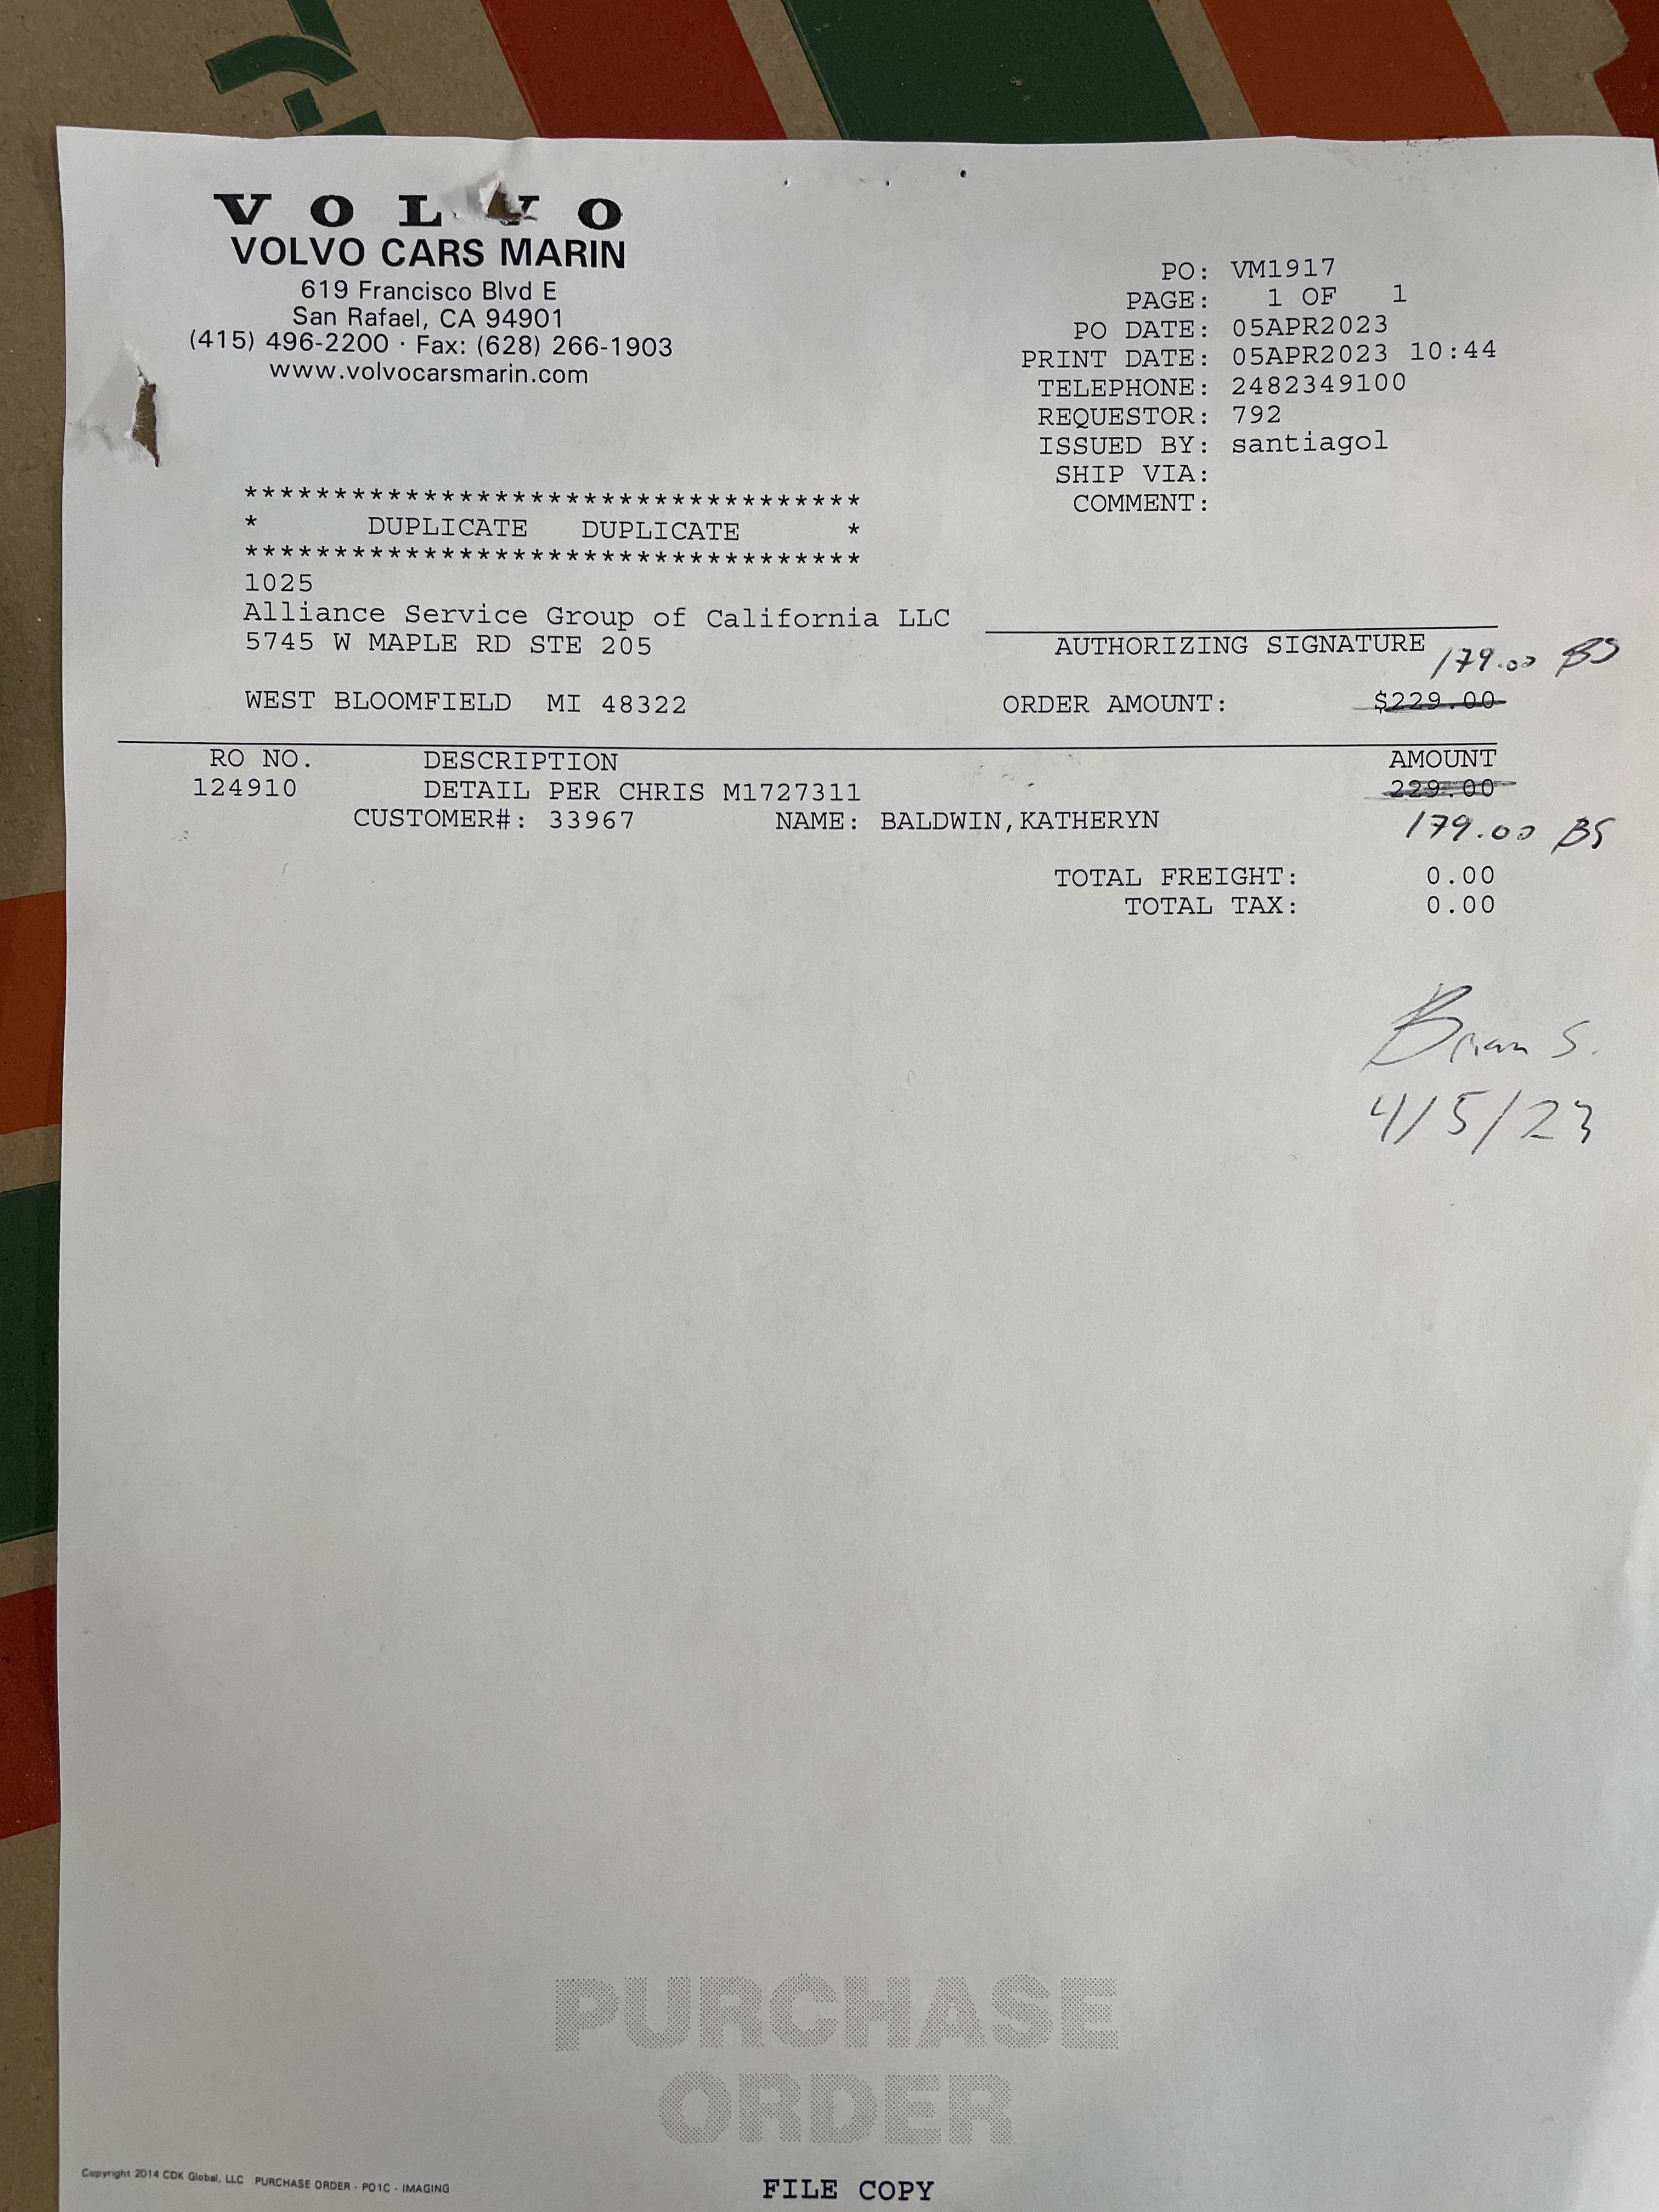 VOLVO
VOLVO CARS MARIN
619 Francisco Blvd E
San Rafael, CA 94901
(415) 496-2200 · Fax: (628) 266-1903
www.volvocarsmarin.com
PO: VM1917
PAGE: 1 OF 1
PO DATE: 05APR2023
PRINT DATE: 05APR2023 10:44
TELEPHONE: 2482349100
REQUESTOR: 792
ISSUED BY: santiagol
SHIP VIA:
COMMENT:
***********************************
* DUPLICATE DUPLICATE *
***********************************
1025
Alliance Service Group of California LLC
5745 W MAPLE RD STE 205
WEST BLOOMFIELD MI 48322
AUTHORIZING SIGNATURE
179.00 BS
ORDER AMOUNT: $229.00
RO NO. DESCRIPTION AMOUNT
124910 DETAIL PER CHRIS M1727311 229.00
CUSTOMER#: 33967 NAME: BALDWIN,KATHERYN 179.00 BS
TOTAL FREIGHT: 0.00
TOTAL TAX: 0.00
Brian S.
4/5/23
PURCHASE
ORDER
Copyright 2014 CDK Global, LLC PURCHASE ORDER - PO1C - IMAGING
FILE COPY